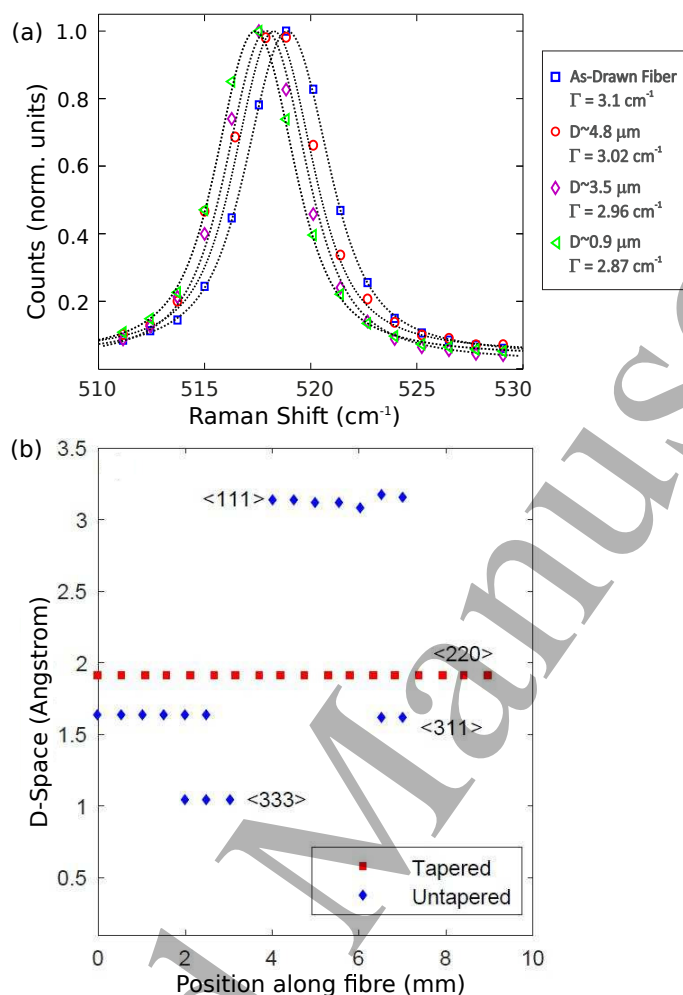 (a)
1.0
0.8
0.6
0.4
0.2
Counts (norm. units)
510
515
520
525
530
Raman Shift (cm⁻¹)
As-Drawn Fiber
Γ = 3.1 cm⁻¹
D~4.8 μm
Γ = 3.02 cm⁻¹
D~3.5 μm
Γ = 2.96 cm⁻¹
D~0.9 μm
Γ = 2.87 cm⁻¹
(b)
3.5
3
2.5
2
1.5
1
0.5
D-Space (Angstrom)
<111>
<220>
<311>
<333>
Tapered
Untapered
0
2
4
6
8
10
Position along fibre (mm)